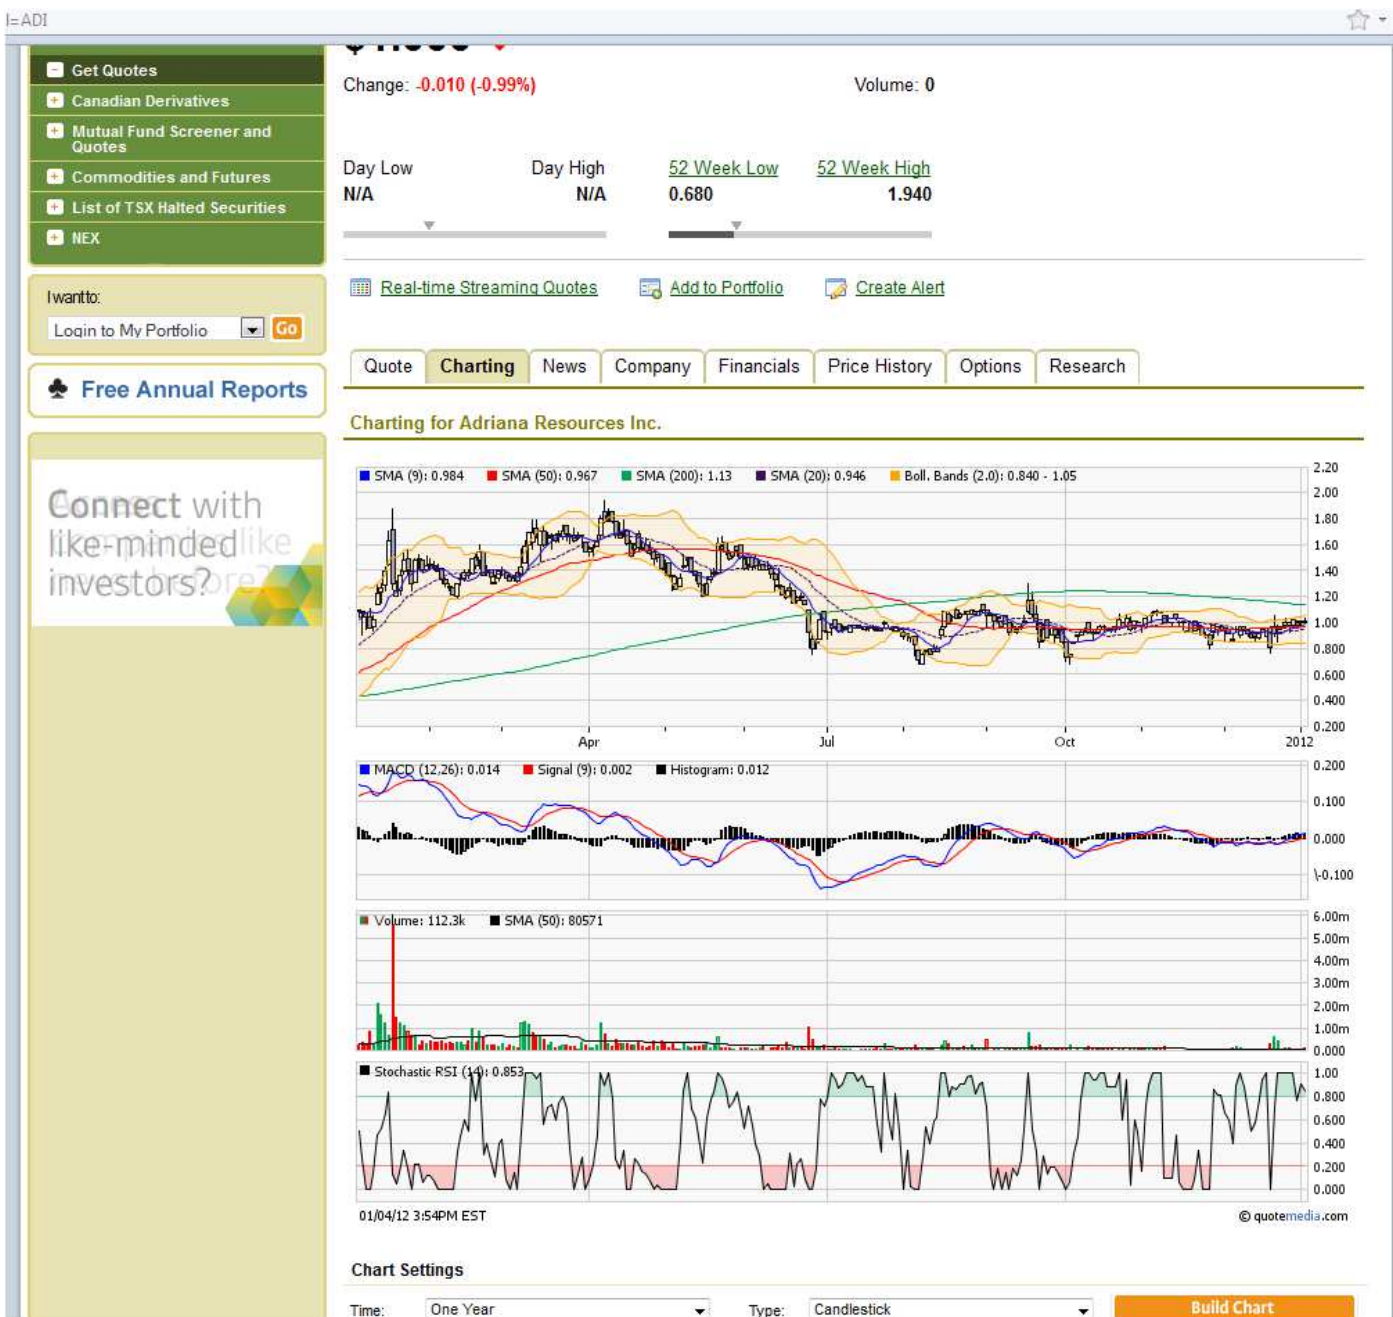 l=ADI
Get Quotes
Canadian Derivatives
Mutual Fund Screener and
Quotes
Commodities and Futures
List of TSX Halted Securities
NEX
I want to:
Login to My Portfolio
Go
Free Annual Reports
Connect with
like-minded
investors?
Change: -0.010 (-0.99%)
Volume: 0
Day Low Day High 52 Week Low 52 Week High
N/A N/A 0.680 1.940
Real-time Streaming Quotes Add to Portfolio Create Alert
Quote Charting News Company Financials Price History Options Research
Charting for Adriana Resources Inc.
SMA (9): 0.984 SMA (50): 0.967 SMA (200): 1.13 SMA (20): 0.946 Boll. Bands (2.0): 0.840 - 1.05
2.20
2.00
1.80
1.60
1.40
1.20
1.00
0.800
0.600
0.400
0.200
Apr Jul Oct 2012
MACD (12,26): 0.014 Signal (9): 0.002 Histogram: 0.012
0.200
0.100
0.000
\-0.100
Volume: 112.3k SMA (50): 80571
6.00m
5.00m
4.00m
3.00m
2.00m
1.00m
0.000
Stochastic RSI (14): 0.853
1.00
0.800
0.600
0.400
0.200
0.000
01/04/12 3:54PM EST
© quotemedia.com
Chart Settings
Time: One Year Type: Candlestick Build Chart